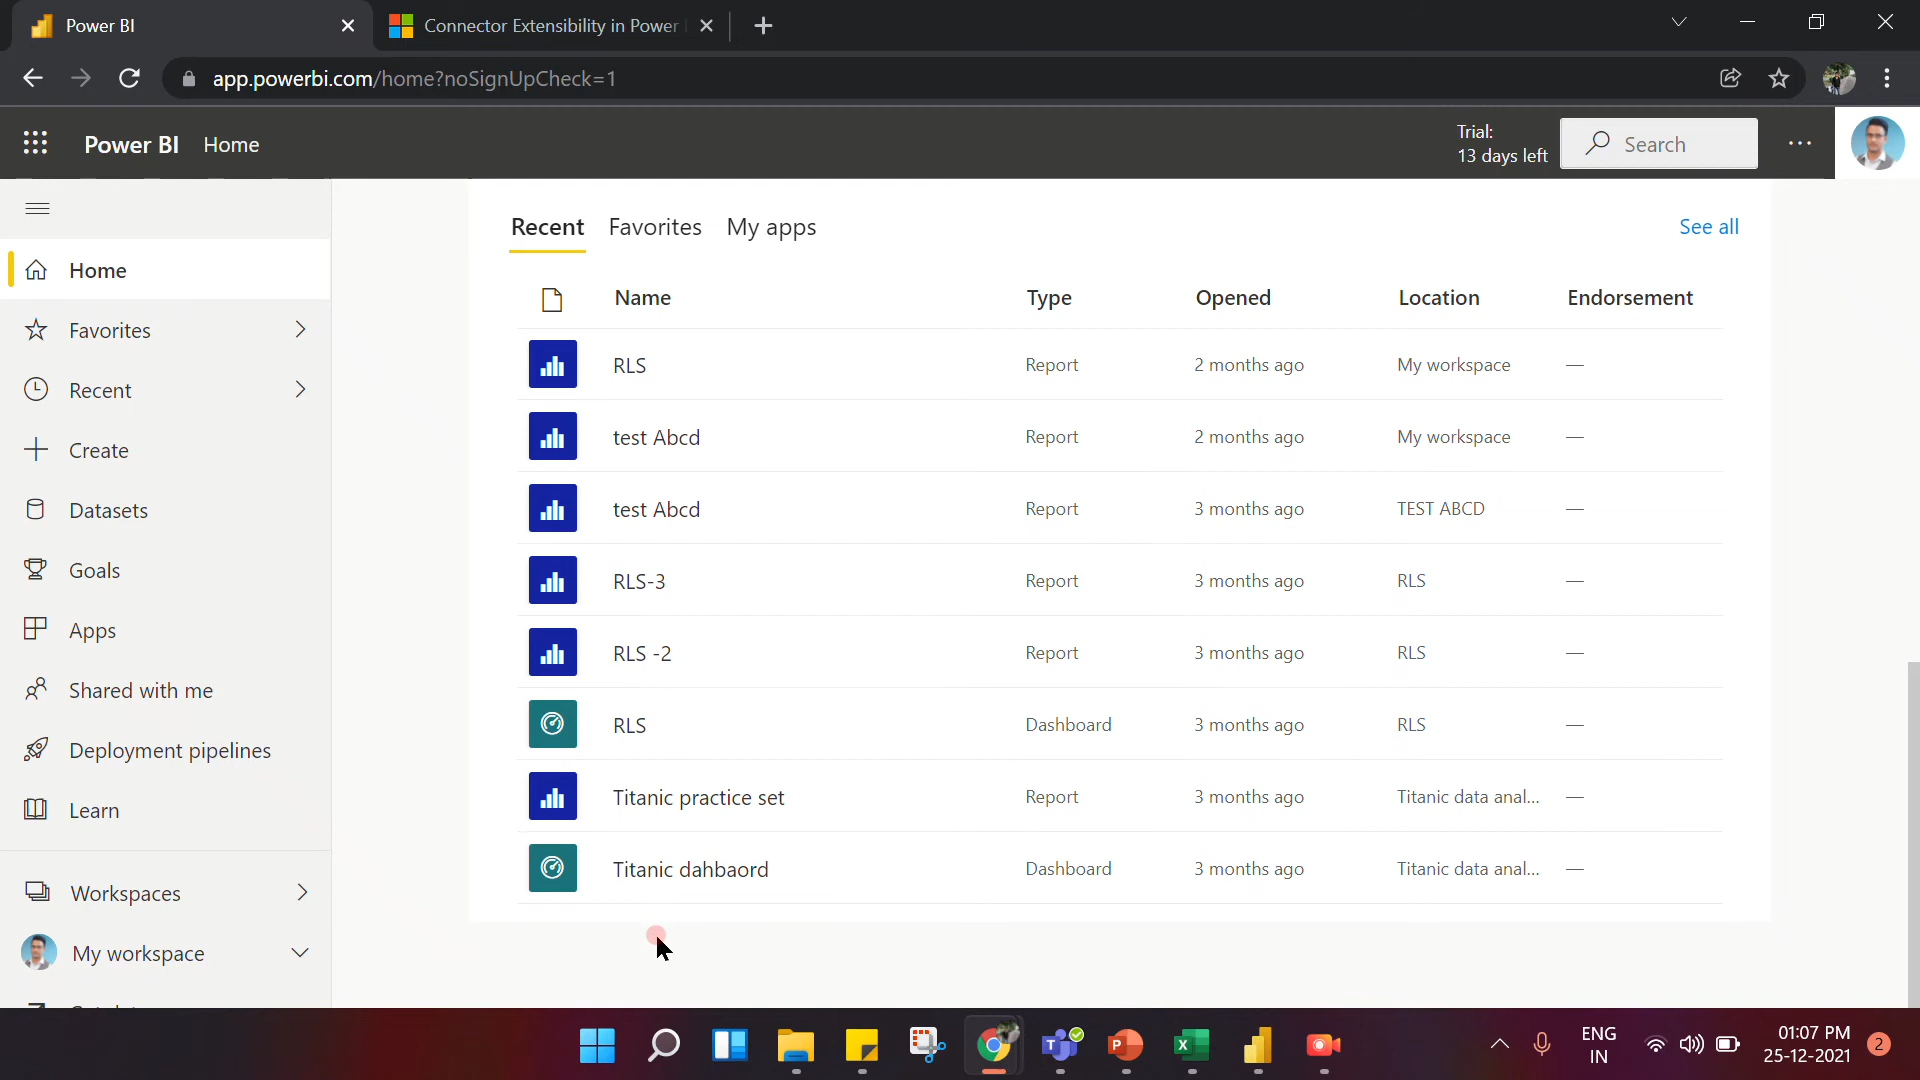 Power BI
Connector Extensibility in Power
app.powerbi.com/home?noSignUpCheck=1
Power BI Home
Trial:
13 days left
Search
Recent Favorites My apps See all
Name Type Opened Location Endorsement
RLS Report 2 months ago My workspace —
test Abcd Report 2 months ago My workspace —
test Abcd Report 3 months ago TEST ABCD —
RLS-3 Report 3 months ago RLS —
RLS -2 Report 3 months ago RLS —
RLS Dashboard 3 months ago RLS —
Titanic practice set Report 3 months ago Titanic data anal... —
Titanic dahbaord Dashboard 3 months ago Titanic data anal... —
Home
Favorites
Recent
Create
Datasets
Goals
Apps
Shared with me
Deployment pipelines
Learn
Workspaces
My workspace
ENG
IN
01:07 PM
25-12-2021
2